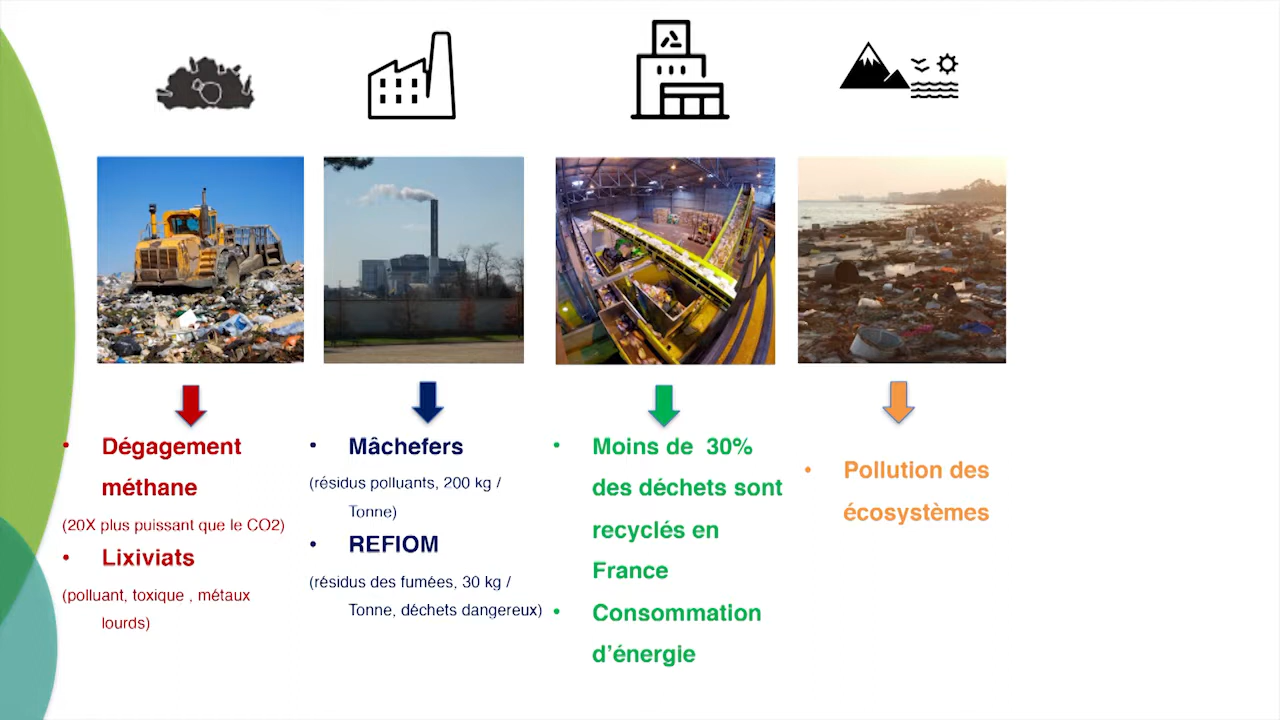 • Dégagement
méthane
(20X plus puissant que le CO2)
• Lixiviats
(polluant, toxique , métaux
lourds)
• Mâchefers
(résidus polluants, 200 kg /
Tonne)
• REFIOM
(résidus des fumées, 30 kg /
Tonne, déchets dangereux)
• Moins de 30%
des déchets sont
recyclés en
France
• Consommation
d’énergie
• Pollution des
écosystèmes